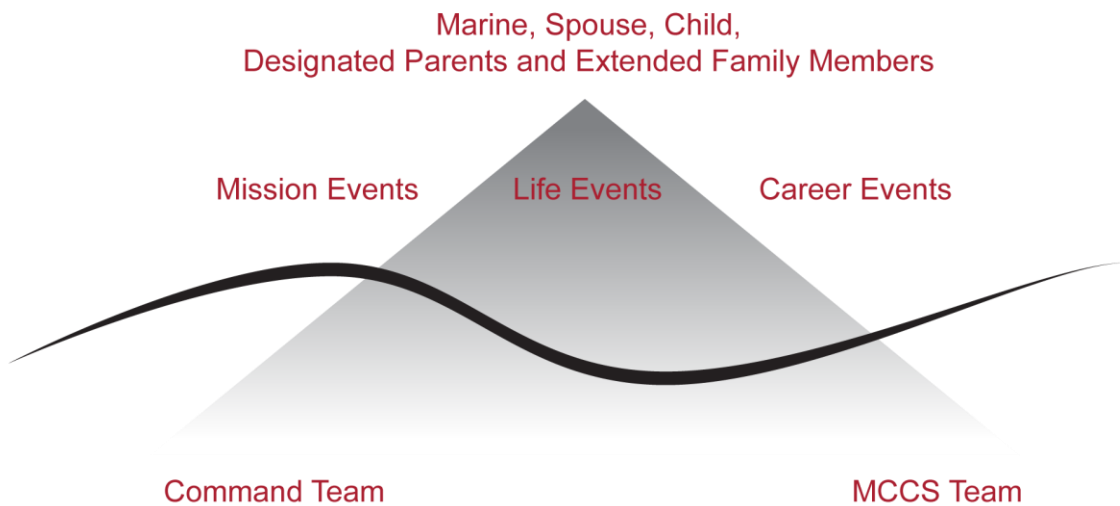 Marine, Spouse, Child,
Designated Parents and Extended Family Members
Mission Events
Life Events
Career Events
Command Team
MCCS Team